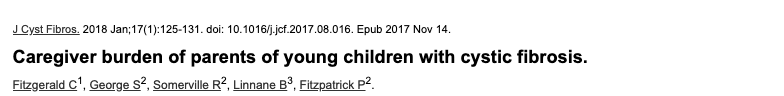 J Cyst Fibros. 2018 Jan;17(1):125-131. doi: 10.1016/j.jcf.2017.08.016. Epub 2017 Nov 14.
Caregiver burden of parents of young children with cystic fibrosis.
Fitzgerald C1, George S2, Somerville R2, Linnane B3, Fitzpatrick P2.